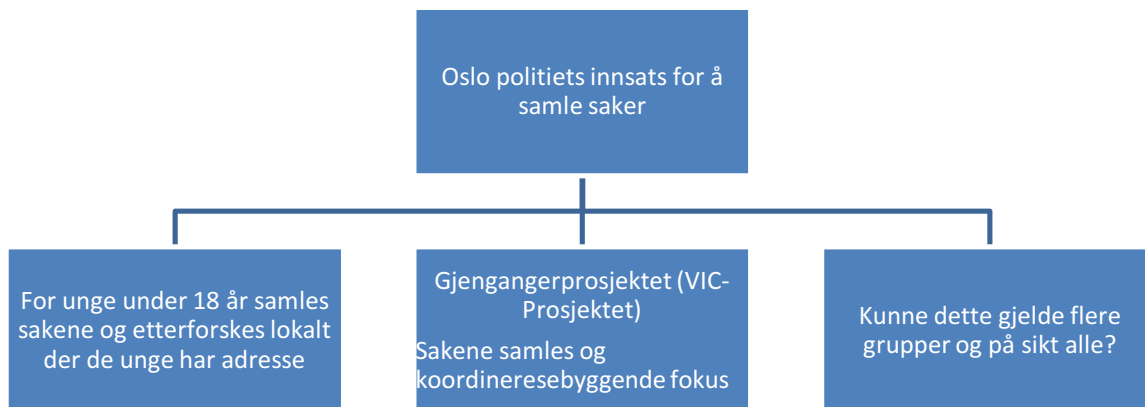 Oslo politiets innsats for å
samle saker
For unge under 18 år samles
sakene og etterforskes lokalt
der de unge har adresse
Gjengangerprosjektet (VIC-
Prosjektet)
Sakene samles og
koordineresebyggende fokus
Kunne dette gjelde flere
grupper og på sikt alle?